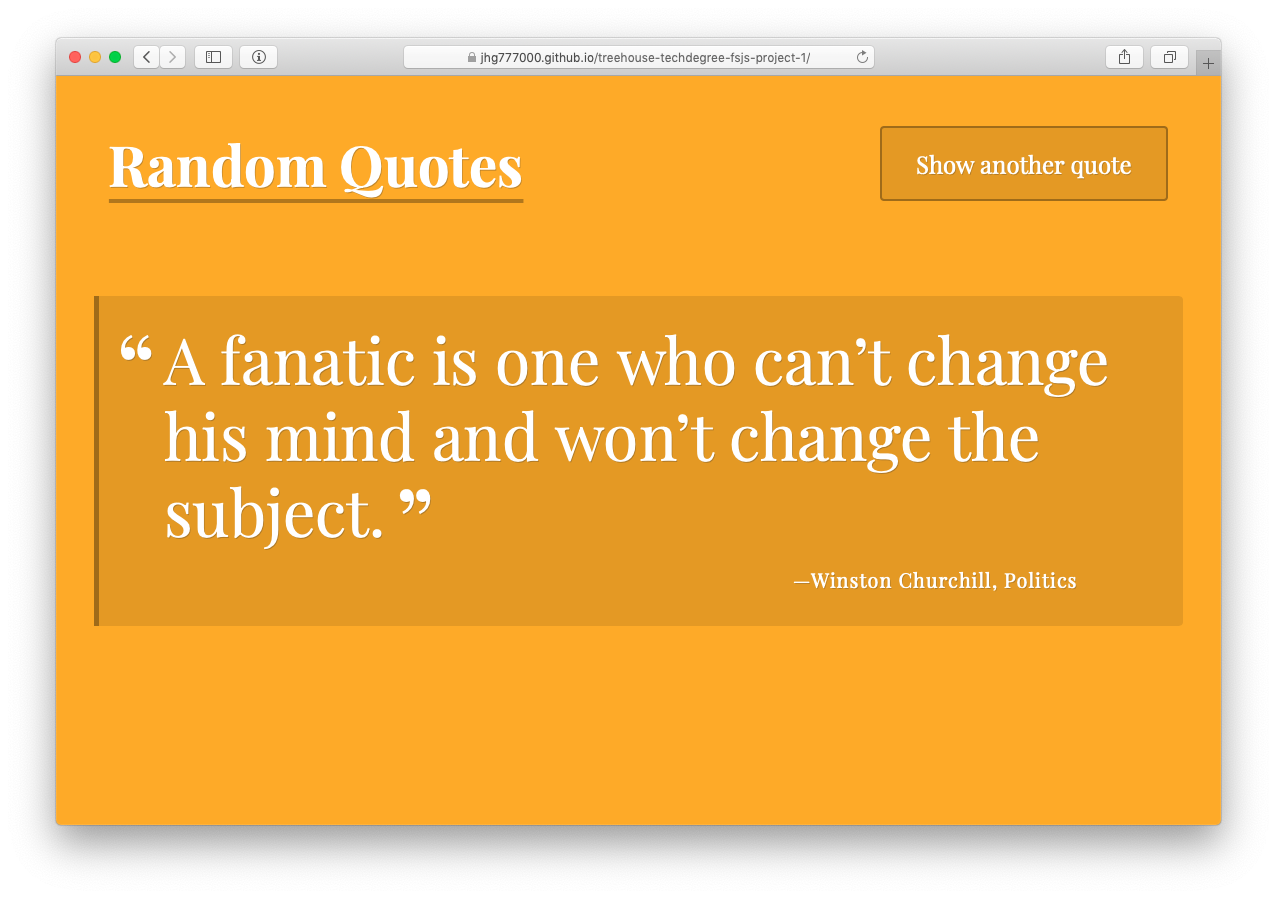 jhg777000.github.io/treehouse-techdegree-fsjs-project-1/
Random Quotes
Show another quote
“ A fanatic is one who can’t change
his mind and won’t change the
subject. ”
—Winston Churchill, Politics